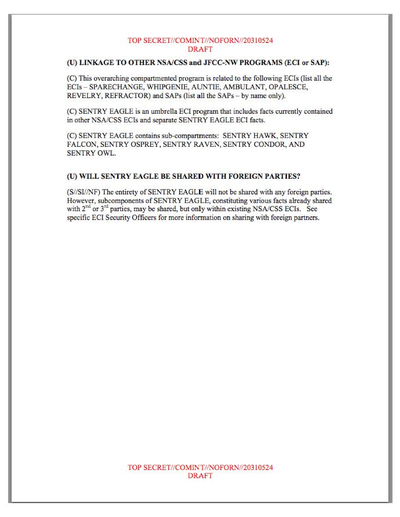 TOP SECRET//COMINT//NOFORN//20310524
DRAFT
(U) LINKAGE TO OTHER NSA/CSS and JFCC-NW PROGRAMS (ECI or SAP):
(C) This overarching compartmented program is related to the following ECIs (list all the
ECIs – SPARECHANGE, WHIPGENIE, AUNTIE, AMBULANT, OPALESCE,
REVELRY, REFRACTOR) and SAPs (list all the SAPs – by name only).
(C) SENTRY EAGLE is an umbrella ECI program that includes facts currently contained
in other NSA/CSS ECIs and separate SENTRY EAGLE ECI facts.
(C) SENTRY EAGLE contains sub-compartments: SENTRY HAWK, SENTRY
FALCON, SENTRY OSPREY, SENTRY RAVEN, SENTRY CONDOR, AND
SENTRY OWL.
(U) WILL SENTRY EAGLE BE SHARED WITH FOREIGN PARTIES?
(S//SI//NF) The entirety of SENTRY EAGLE will not be shared with any foreign parties.
However, subcomponents of SENTRY EAGLE, constituting various facts already shared
with 2nd or 3rd parties, may be shared, but only within existing NSA/CSS ECIs. See
specific ECI Security Officers for more information on sharing with foreign partners.
TOP SECRET//COMINT//NOFORN//20310524
DRAFT